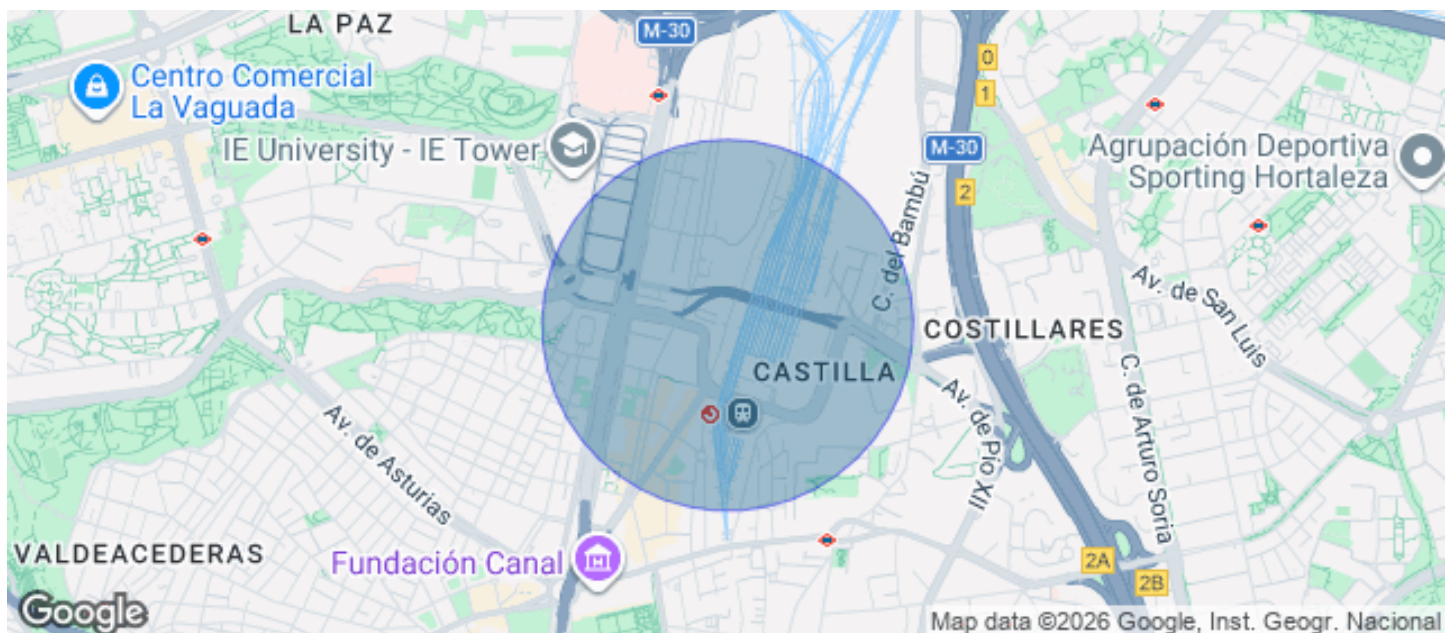 LA PAZ
M-30
0
Centro Comercial
La Vaguada
1
IE University - IE Tower
M-30
Agrupación Deportiva
Sporting Hortaleza
2
C. del Bambú
Av. de San Luis
COSTILLARES
CASTILLA
C. de Arturo Soria
Av. de Pío XII
Av. de Asturias
VALDEACEDERAS
Fundación Canal
2A
2B
Google
Map data ©2026 Google, Inst. Geogr. Nacional